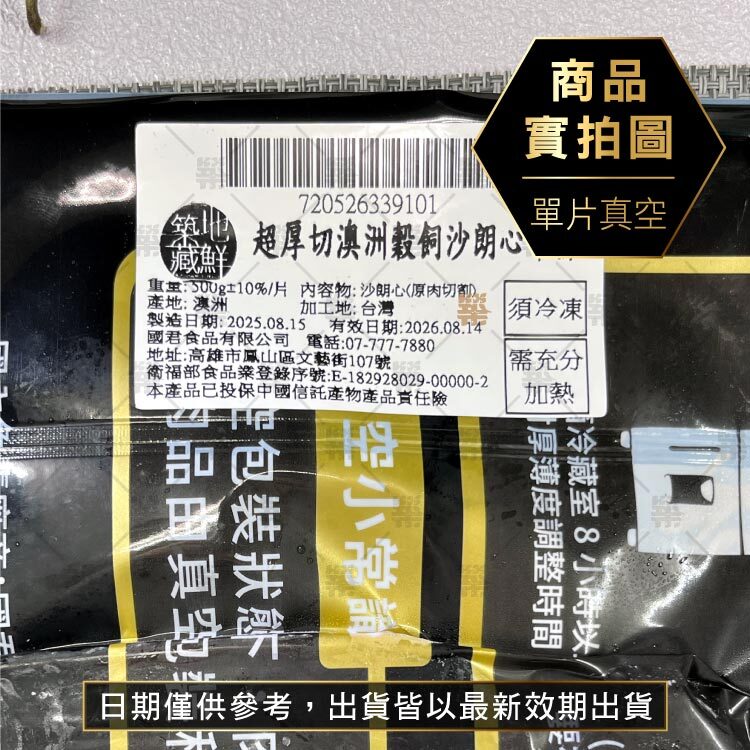 商品
實拍圖
單片真空
720526339101
築地
藏鮮
超厚切澳洲穀飼沙朗心
重量:500g±10%/片 內容物:沙朗心(原肉切割)
產地:澳洲 加工地:台灣
製造日期:2025.08.15 有效日期:2026.08.14
國君食品有限公司 電話:07-777-7880
地址:高雄市鳳山區文藝街107號
衛福部食品業登錄序號:E-182928029-00000-2
本產品已投保中國信託產物產品責任險
須冷凍
需充分
加熱
冷藏室8小時以
厚薄度調整時間
空小常識
包裝狀態
肉品由真空
日期僅供參考，出貨皆以最新效期出貨